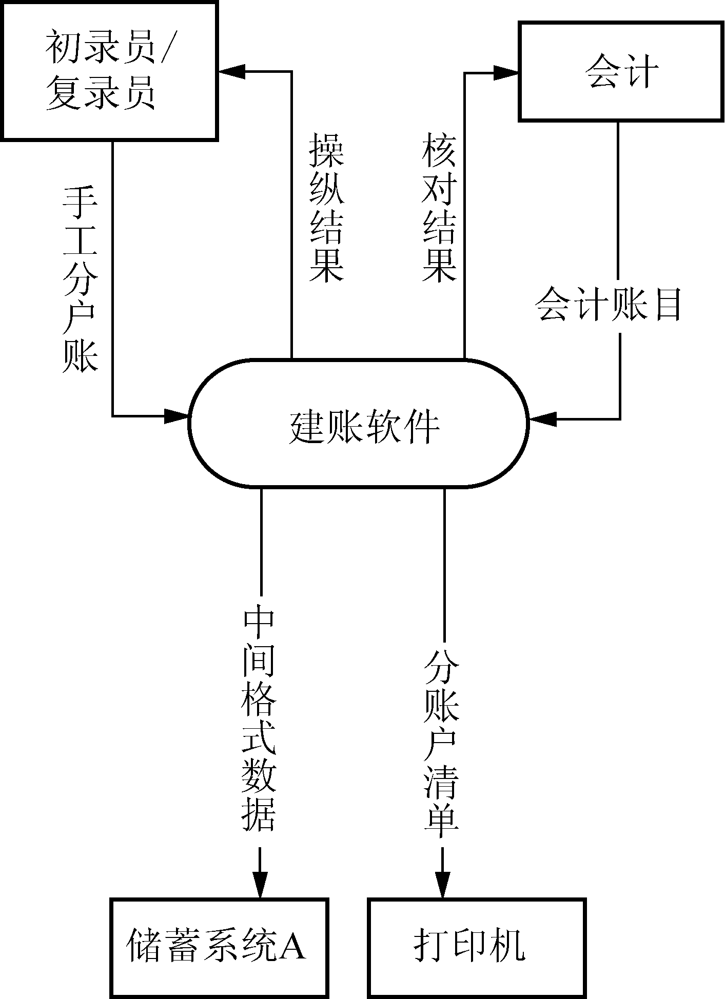 初录员/
复录员
会计
操纵结果
核对结果
手工分户账
会计账目
建账软件
中间格式数据
分账户清单
储蓄系统A
打印机